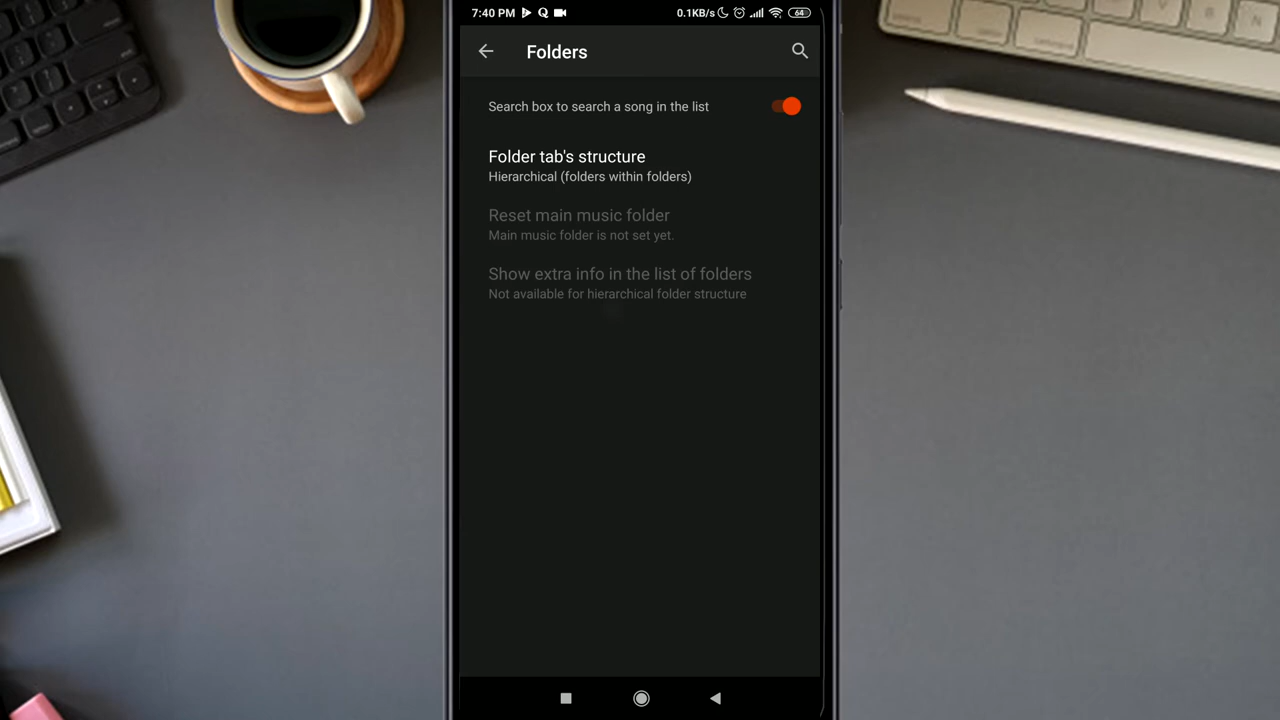 7:40 PM 0.1KB/s 64
Folders
Search box to search a song in the list
Folder tab's structure
Hierarchical (folders within folders)
Reset main music folder
Main music folder is not set yet.
Show extra info in the list of folders
Not available for hierarchical folder structure
V B N
command